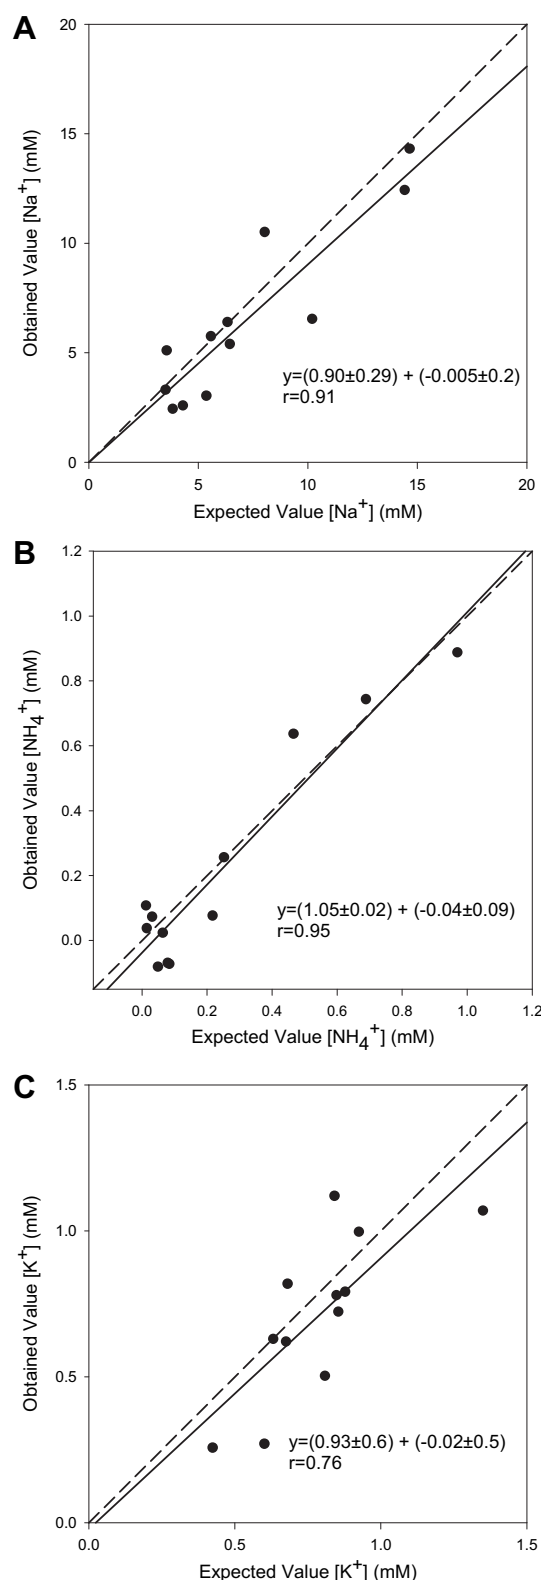 A
20
15
10
5
0
Obtained Value [Na⁺] (mM)
y=(0.90±0.29) + (-0.005±0.2)
r=0.91
0 5 10 15 20
Expected Value [Na⁺] (mM)
B
1.2
1.0
0.8
0.6
0.4
0.2
0.0
Obtained Value [NH₄⁺] (mM)
y=(1.05±0.02) + (-0.04±0.09)
r=0.95
0.0 0.2 0.4 0.6 0.8 1.0 1.2
Expected Value [NH₄⁺] (mM)
C
1.5
1.0
0.5
0.0
Obtained Value [K⁺] (mM)
y=(0.93±0.6) + (-0.02±0.5)
r=0.76
0.0 0.5 1.0 1.5
Expected Value [K⁺] (mM)